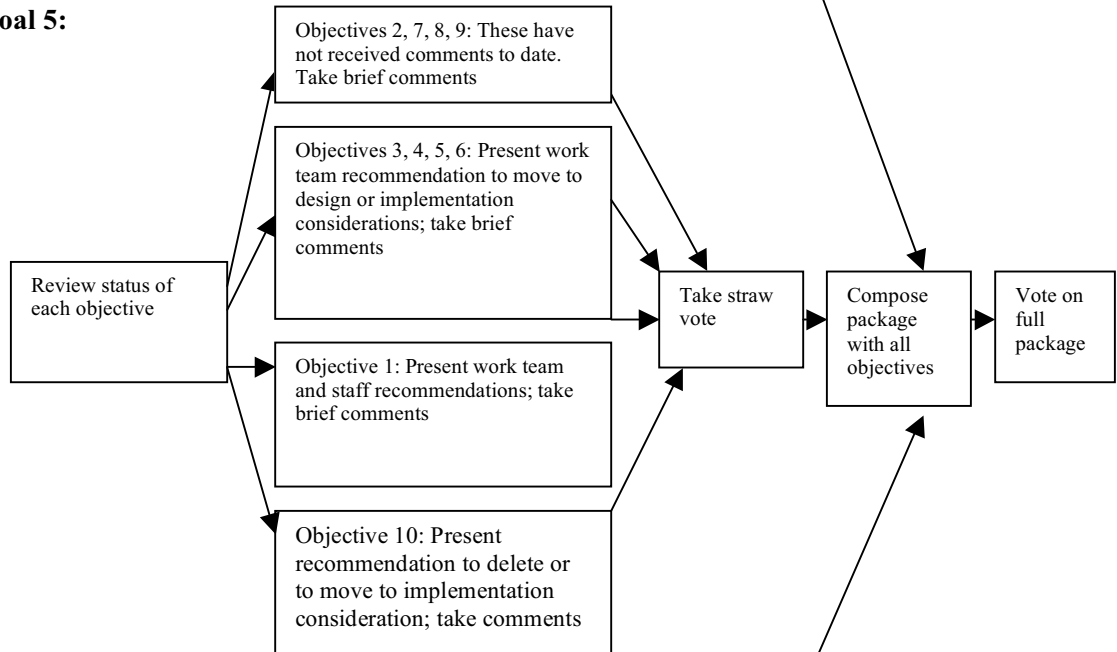 oal 5:
Objectives 2, 7, 8, 9: These have
not received comments to date.
Take brief comments
Objectives 3, 4, 5, 6: Present work
team recommendation to move to
design or implementation
considerations; take brief
comments
Review status of
each objective
Take straw
vote
Compose
package
with all
objectives
Vote on
full
package
Objective 1: Present work team
and staff recommendations; take
brief comments
Objective 10: Present
recommendation to delete or
to move to implementation
consideration; take comments